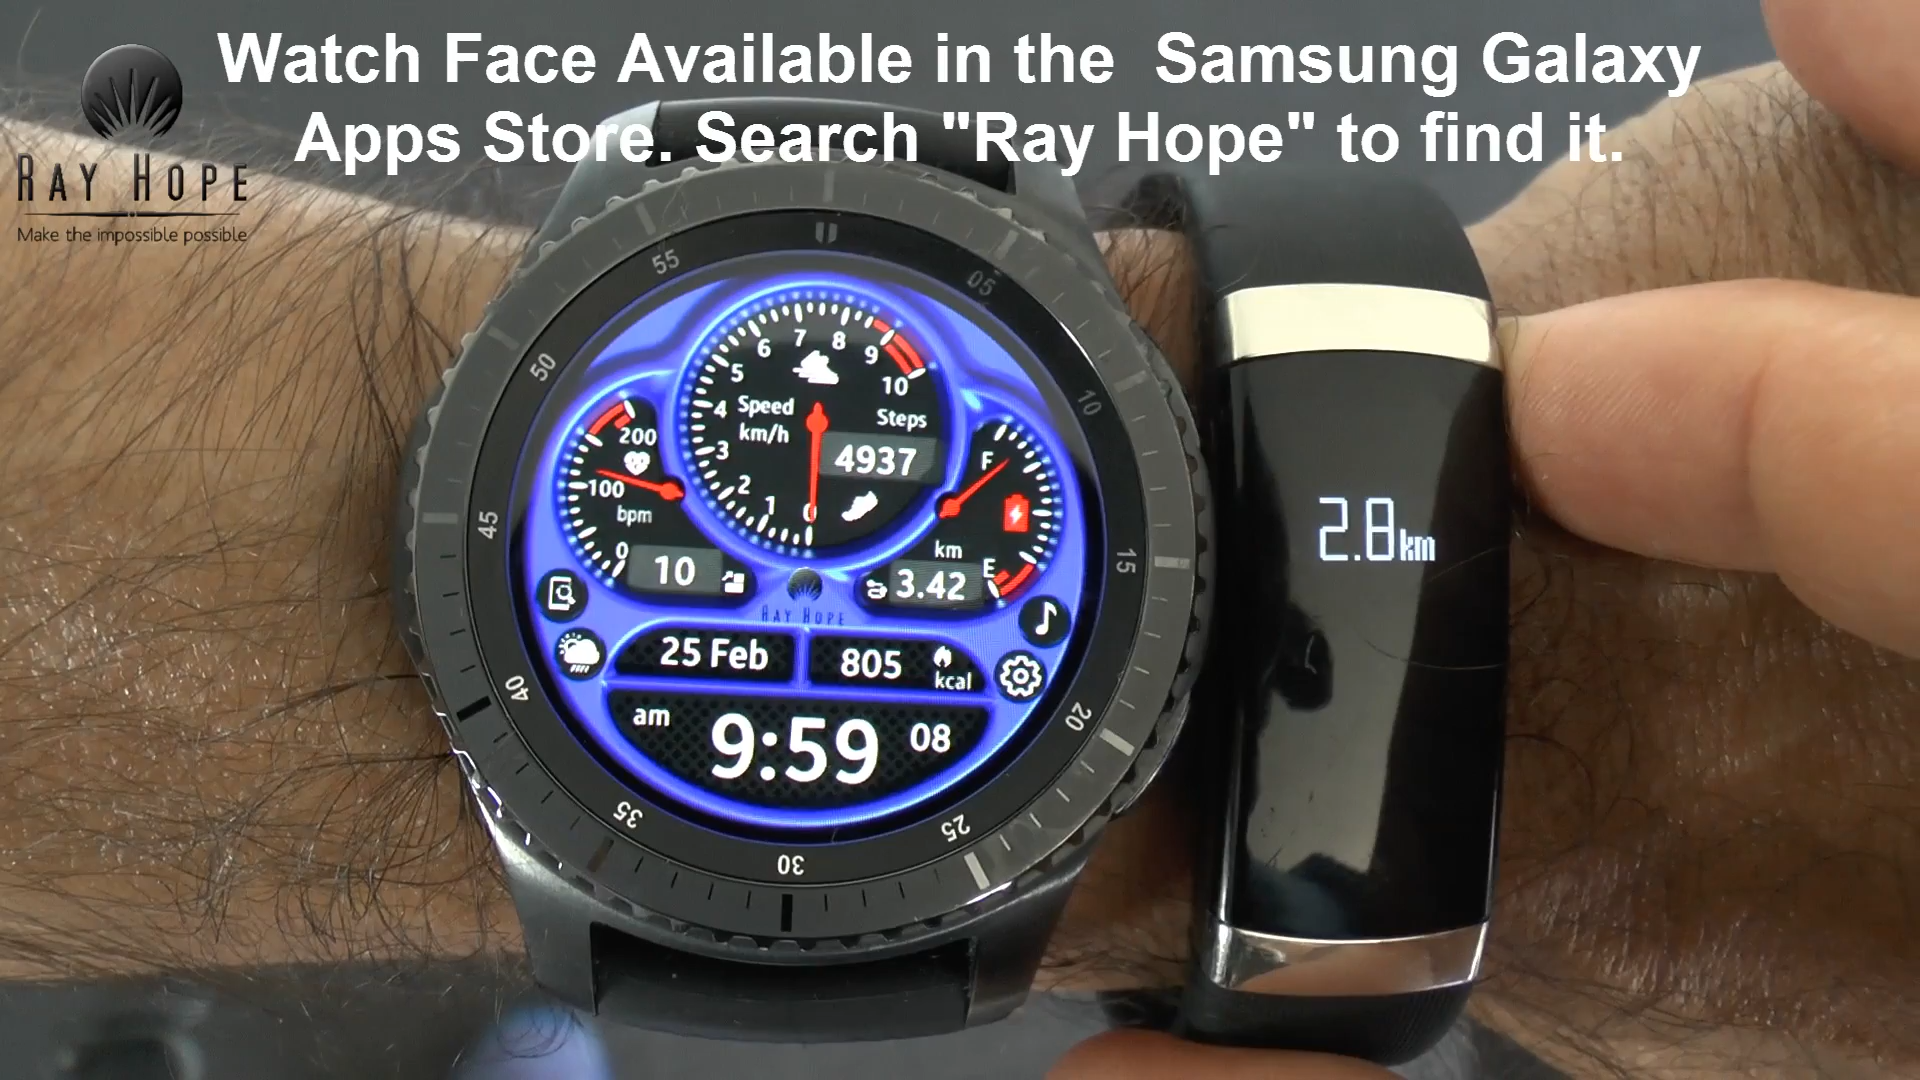 Watch Face Available in the Samsung Galaxy
Apps Store. Search "Ray Hope" to find it.
RAY HOPE
Make the impossible possible
55
05
50
10
45
15
40
20
35
25
30
7
6
8
9
5
10
4
Speed
km/h
Steps
3
4937
2
1
0
200
100
bpm
0
10
F
km
E
3.42
RAY HOPE
25 Feb
805
kcal
am
9:59
08
2.8km